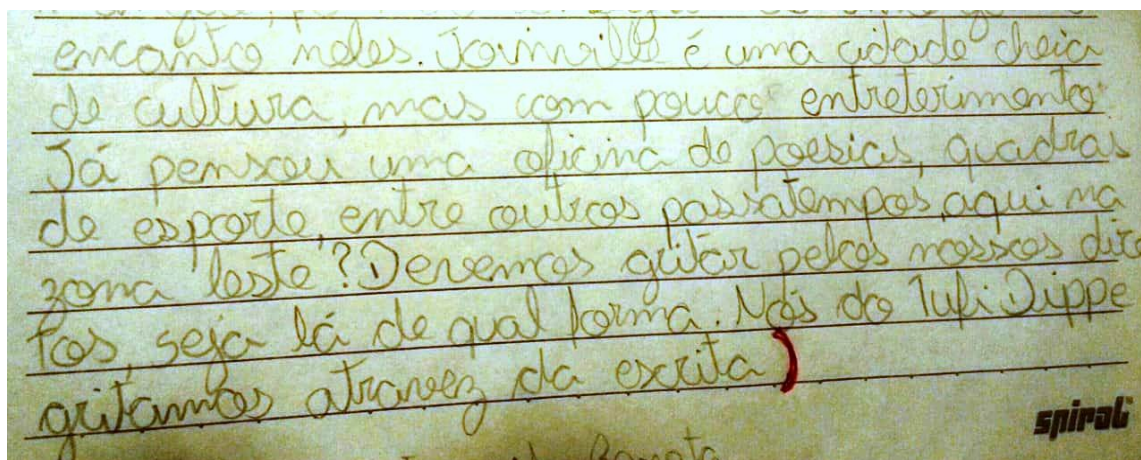 encanto neles. Joinville é uma cidade cheia
de cultura, mas com pouco entreterimento
Já pensou uma oficina de poesias, quadras
de esporte, entre outros passatempos, aqui na
zona leste? Devemos gritar pelos nossos dire
tos, seja lá de qual forma. Nós do Tufi Dippe
gritamos atravez da escrita
spiral
Renata